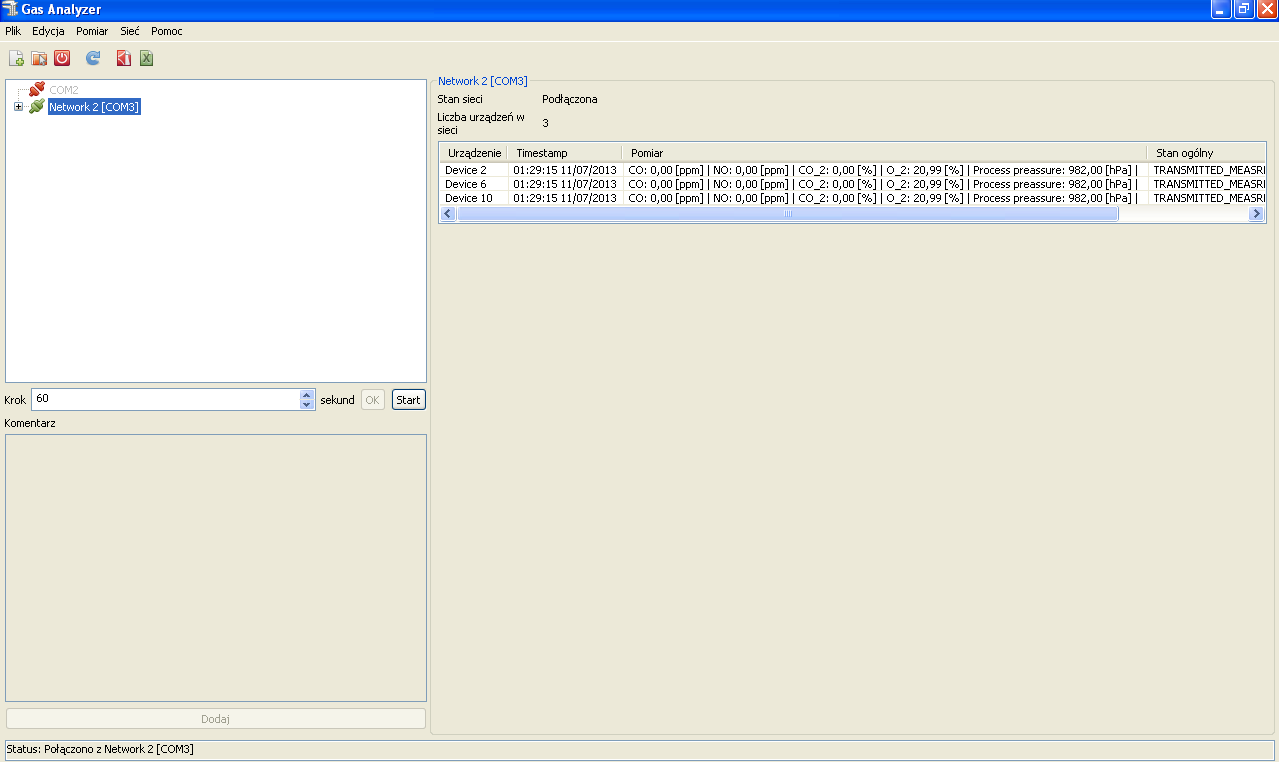 Gas Analyzer
Plik Edycja Pomiar Sieć Pomoc
COM2
Network 2 [COM3]
Krok 60 sekund OK Start
Komentarz
Dodaj
Network 2 [COM3]
Stan sieci Podłączona
Liczba urządzeń w
sieci 3
Urządzenie Timestamp Pomiar Stan ogólny
Device 2 01:29:15 11/07/2013 CO: 0,00 [ppm] | NO: 0,00 [ppm] | CO_2: 0,00 [%] | O_2: 20,99 [%] | Process preassure: 982,00 [hPa] | TRANSMITTED_MEASRE
Device 6 01:29:15 11/07/2013 CO: 0,00 [ppm] | NO: 0,00 [ppm] | CO_2: 0,00 [%] | O_2: 20,99 [%] | Process preassure: 982,00 [hPa] | TRANSMITTED_MEASRE
Device 10 01:29:15 11/07/2013 CO: 0,00 [ppm] | NO: 0,00 [ppm] | CO_2: 0,00 [%] | O_2: 20,99 [%] | Process preassure: 982,00 [hPa] | TRANSMITTED_MEASRE
Status: Połączono z Network 2 [COM3]